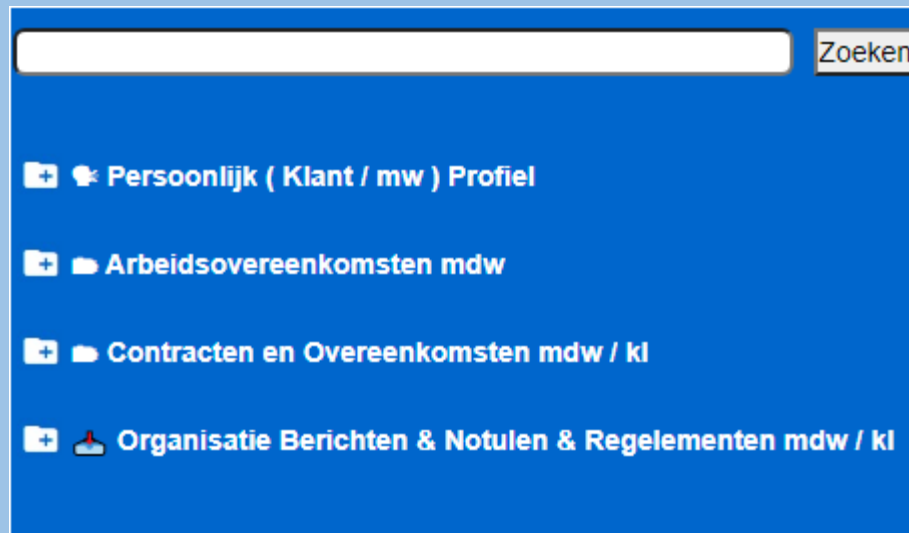 Zoeken
Persoonlijk ( Klant / mw ) Profiel
Arbeidsovereenkomsten mdw
Contracten en Overeenkomsten mdw / kl
Organisatie Berichten & Notulen & Regelementen mdw / kl